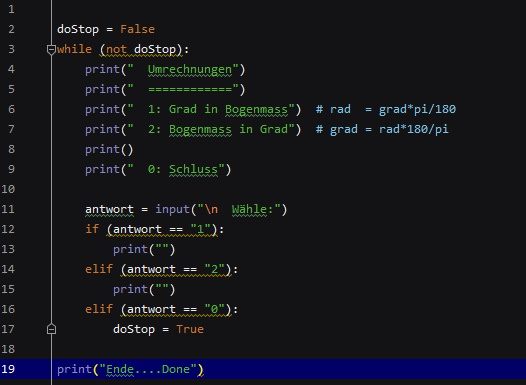 1
2 doStop = False
3 while (not doStop):
4     print("  Umrechnungen")
5     print("  ============")
6     print("  1: Grad in Bogenmass")  # rad  = grad*pi/180
7     print("  2: Bogenmass in Grad")  # grad = rad*180/pi
8     print()
9     print("  0: Schluss")
10
11     antwort = input("\n  Wähle:")
12     if (antwort == "1"):
13         print("")
14     elif (antwort == "2"):
15         print("")
16     elif (antwort == "0"):
17         doStop = True
18
19 print("Ende....Done")